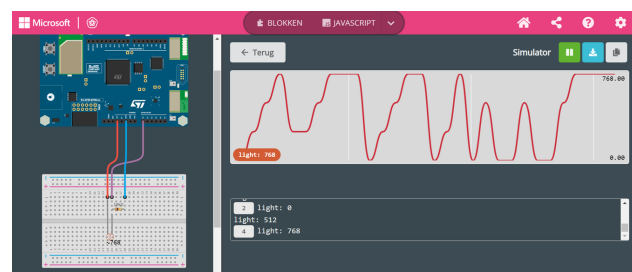 Microsoft
BLOKKEN
JAVASCRIPT
Terug
Simulator
768.00
light: 768
0.00
2 light: 0
light: 512
4 light: 768
~768